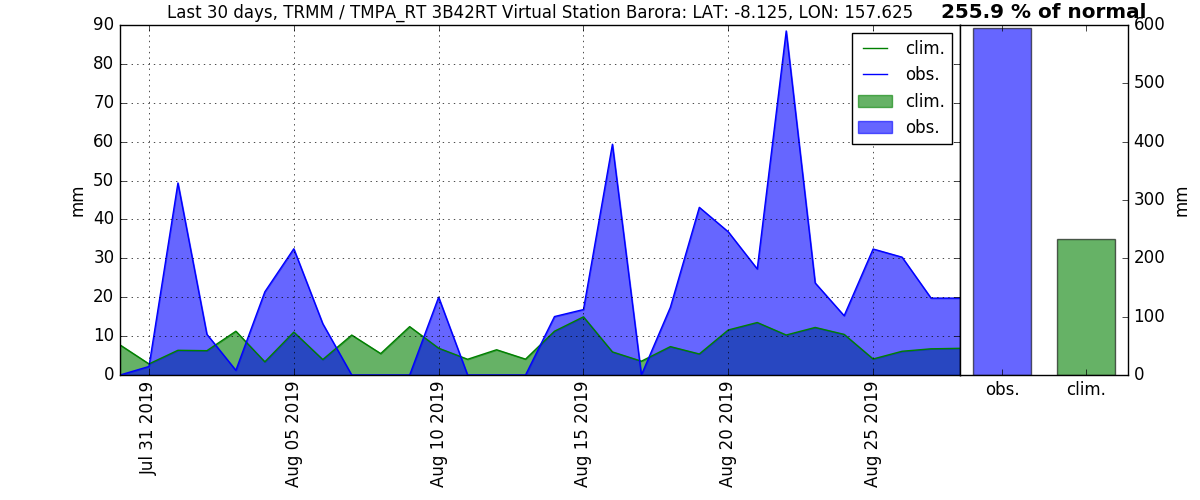 Last 30 days, TRMM / TMPA_RT 3B42RT Virtual Station Barora: LAT: -8.125, LON: 157.625
255.9 % of normal
90
80
70
60
50
40
30
20
10
0
mm
clim.
obs.
clim.
obs.
600
500
400
300
200
100
0
mm
obs.
clim.
Jul 31 2019
Aug 05 2019
Aug 10 2019
Aug 15 2019
Aug 20 2019
Aug 25 2019